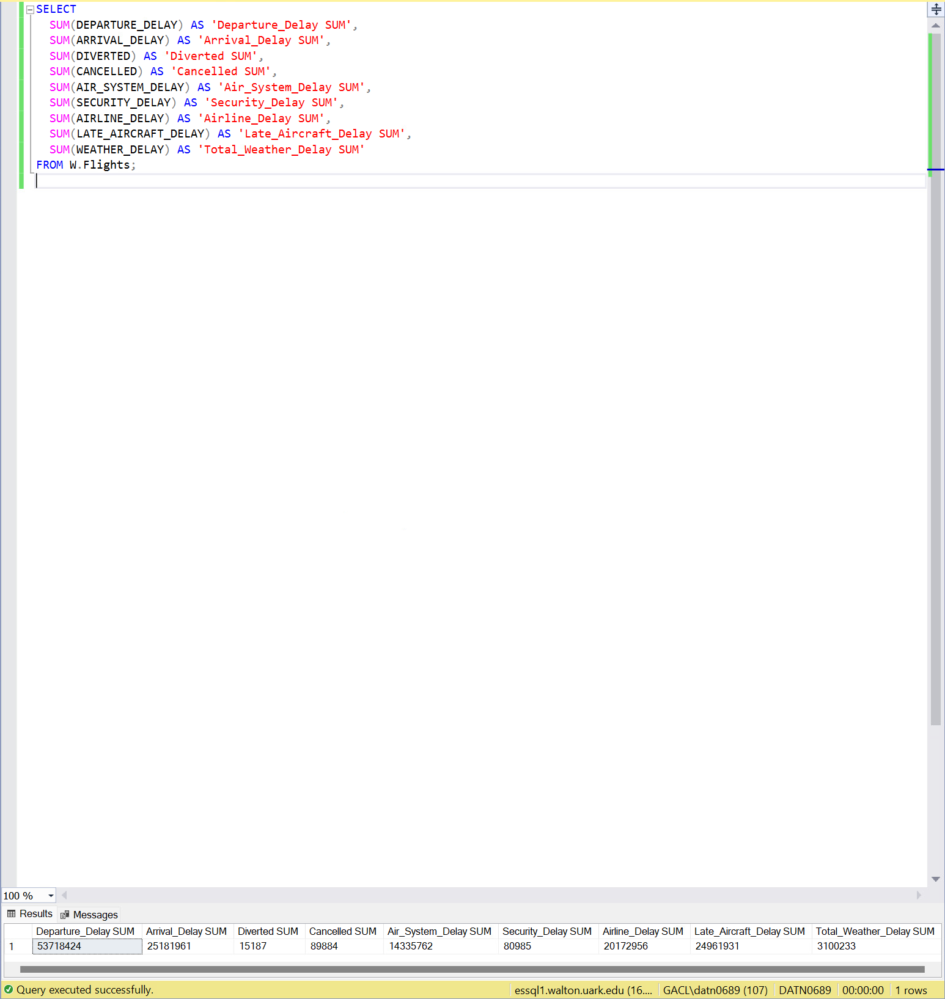 SELECT
SUM(DEPARTURE_DELAY) AS 'Departure_Delay SUM',
SUM(ARRIVAL_DELAY) AS 'Arrival_Delay SUM',
SUM(DIVERTED) AS 'Diverted SUM',
SUM(CANCELLED) AS 'Cancelled SUM',
SUM(AIR_SYSTEM_DELAY) AS 'Air_System_Delay SUM',
SUM(SECURITY_DELAY) AS 'Security_Delay SUM',
SUM(AIRLINE_DELAY) AS 'Airline_Delay SUM',
SUM(LATE_AIRCRAFT_DELAY) AS 'Late_Aircraft_Delay SUM',
SUM(WEATHER_DELAY) AS 'Total_Weather_Delay SUM'
FROM W.Flights;
100 %
Results Messages
Departure_Delay SUM Arrival_Delay SUM Diverted SUM Cancelled SUM Air_System_Delay SUM Security_Delay SUM Airline_Delay SUM Late_Aircraft_Delay SUM Total_Weather_Delay SUM
1 53718424 25181961 15187 89884 14335762 80985 20172956 24961931 3100233
Query executed successfully. essql1.walton.uark.edu (16.... GACL\datn0689 (107) DATN0689 00:00:00 1 rows